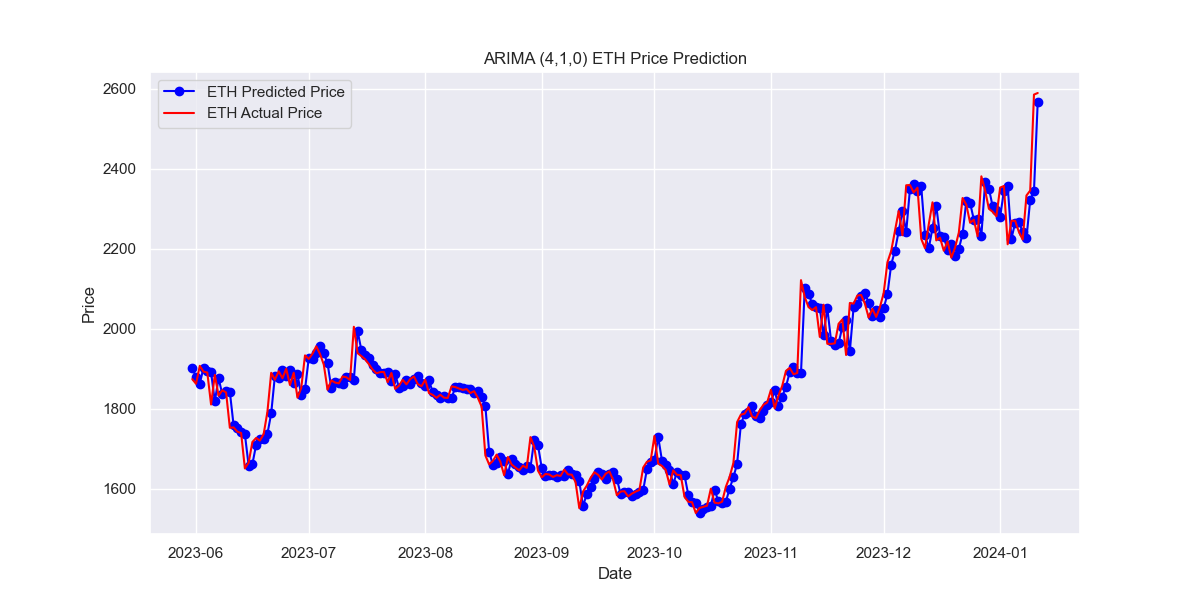 ARIMA (4,1,0) ETH Price Prediction
ETH Predicted Price
ETH Actual Price
2600
2400
2200
2000
1800
1600
Price
2023-06 2023-07 2023-08 2023-09 2023-10 2023-11 2023-12 2024-01
Date